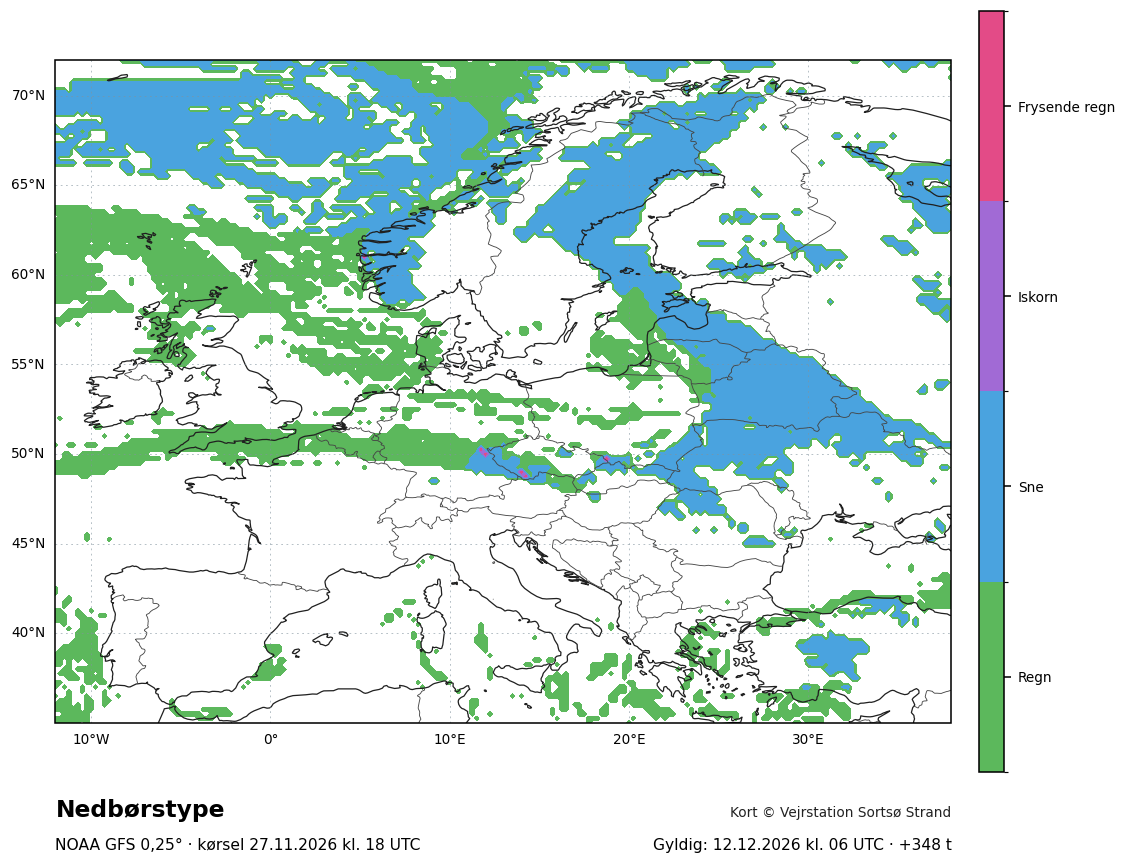 70°N
65°N
60°N
55°N
50°N
45°N
40°N
10°W
0°
10°E
20°E
30°E
Frysende regn
Iskorn
Sne
Regn
Nedbørstype
Kort © Vejrstation Sortsø Strand
NOAA GFS 0,25° · kørsel 27.11.2026 kl. 18 UTC
Gyldig: 12.12.2026 kl. 06 UTC · +348 t